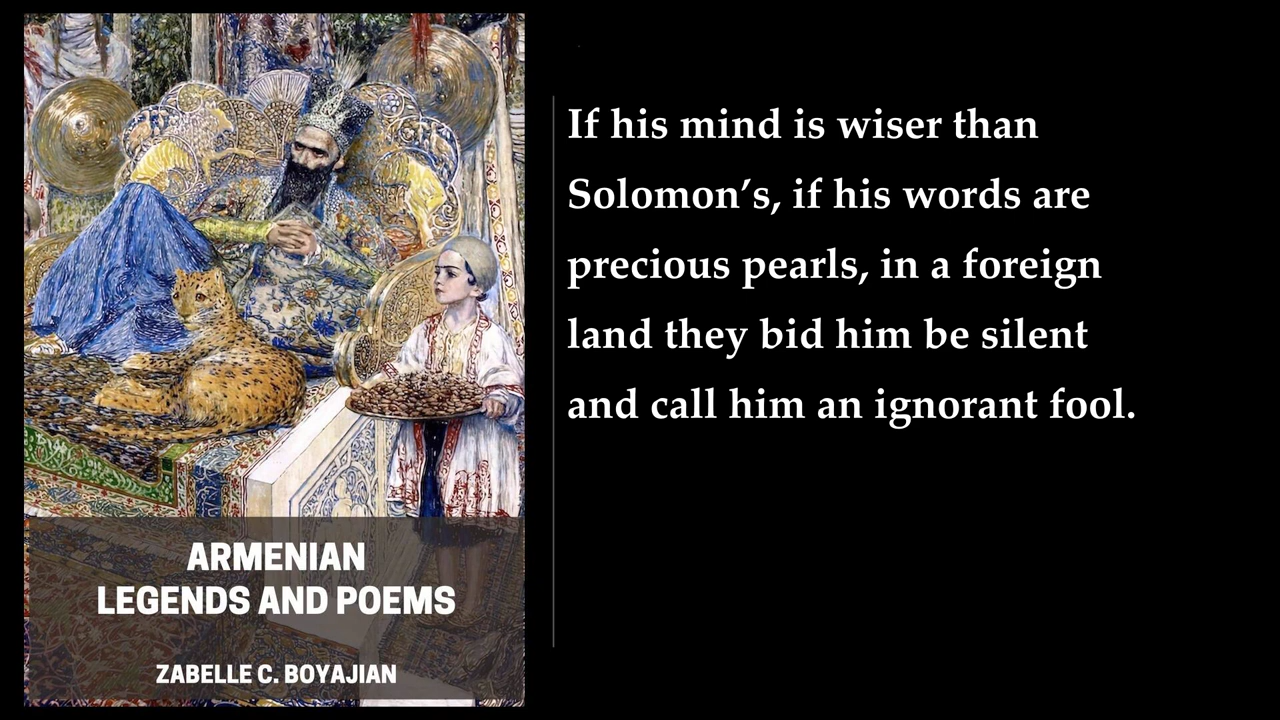 If his mind is wiser than
Solomon’s, if his words are
precious pearls, in a foreign
land they bid him be silent
and call him an ignorant fool.
ARMENIAN
LEGENDS AND POEMS
ZABELLE C. BOYAJIAN